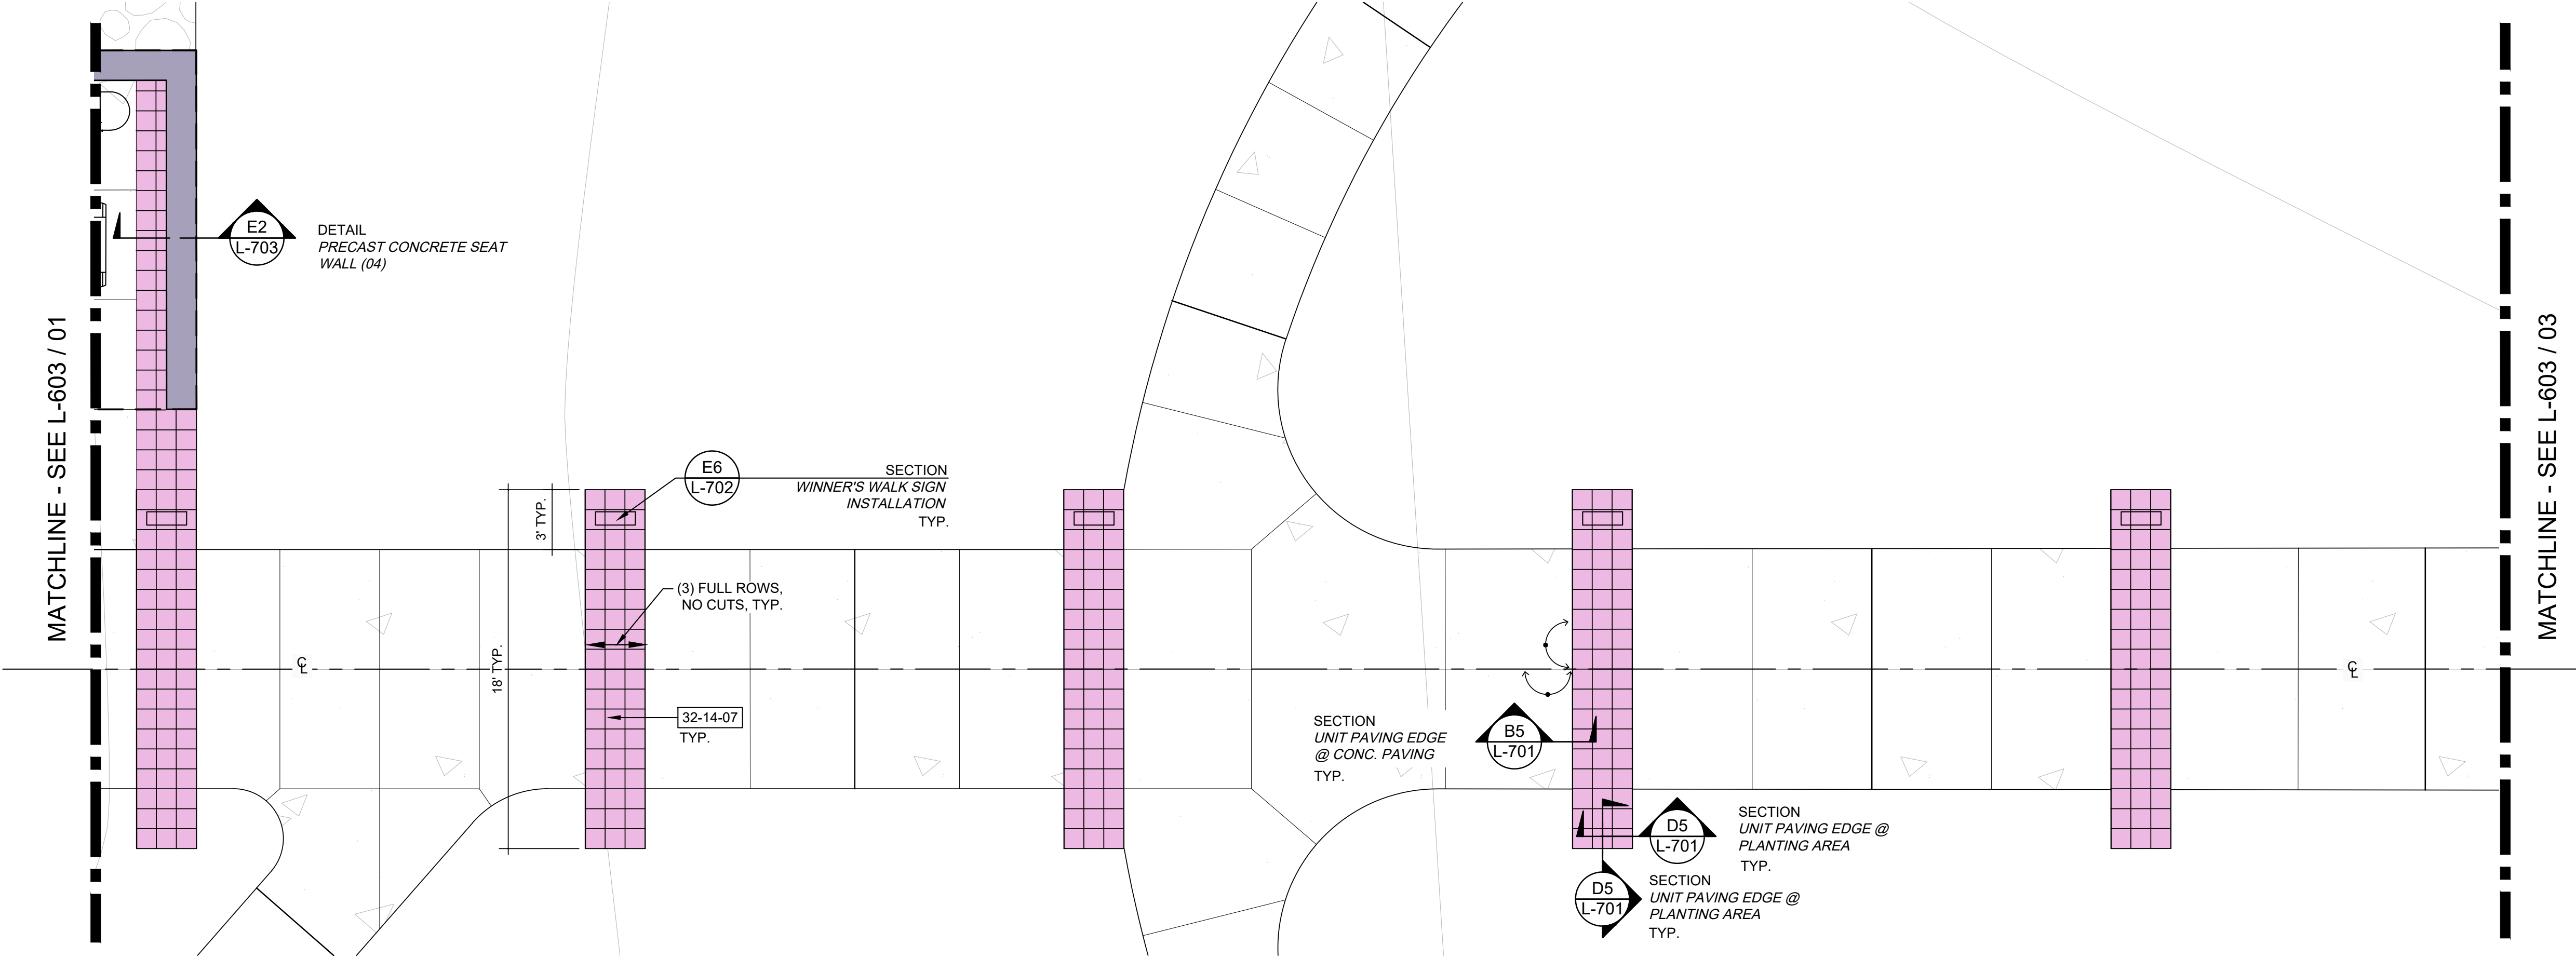 MATCHLINE - SEE L-603 / 01
E2
L-703
DETAIL
PRECAST CONCRETE SEAT
WALL (04)
3' TYP.
18' TYP.
E6
L-702
SECTION
WINNER'S WALK SIGN
INSTALLATION
TYP.
(3) FULL ROWS,
NO CUTS, TYP.
32-14-07
TYP.
CL
SECTION
UNIT PAVING EDGE
@ CONC. PAVING
TYP.
B5
L-701
D5
L-701
SECTION
UNIT PAVING EDGE @
PLANTING AREA
TYP.
D5
L-701
SECTION
UNIT PAVING EDGE @
PLANTING AREA
TYP.
CL
MATCHLINE - SEE L-603 / 03